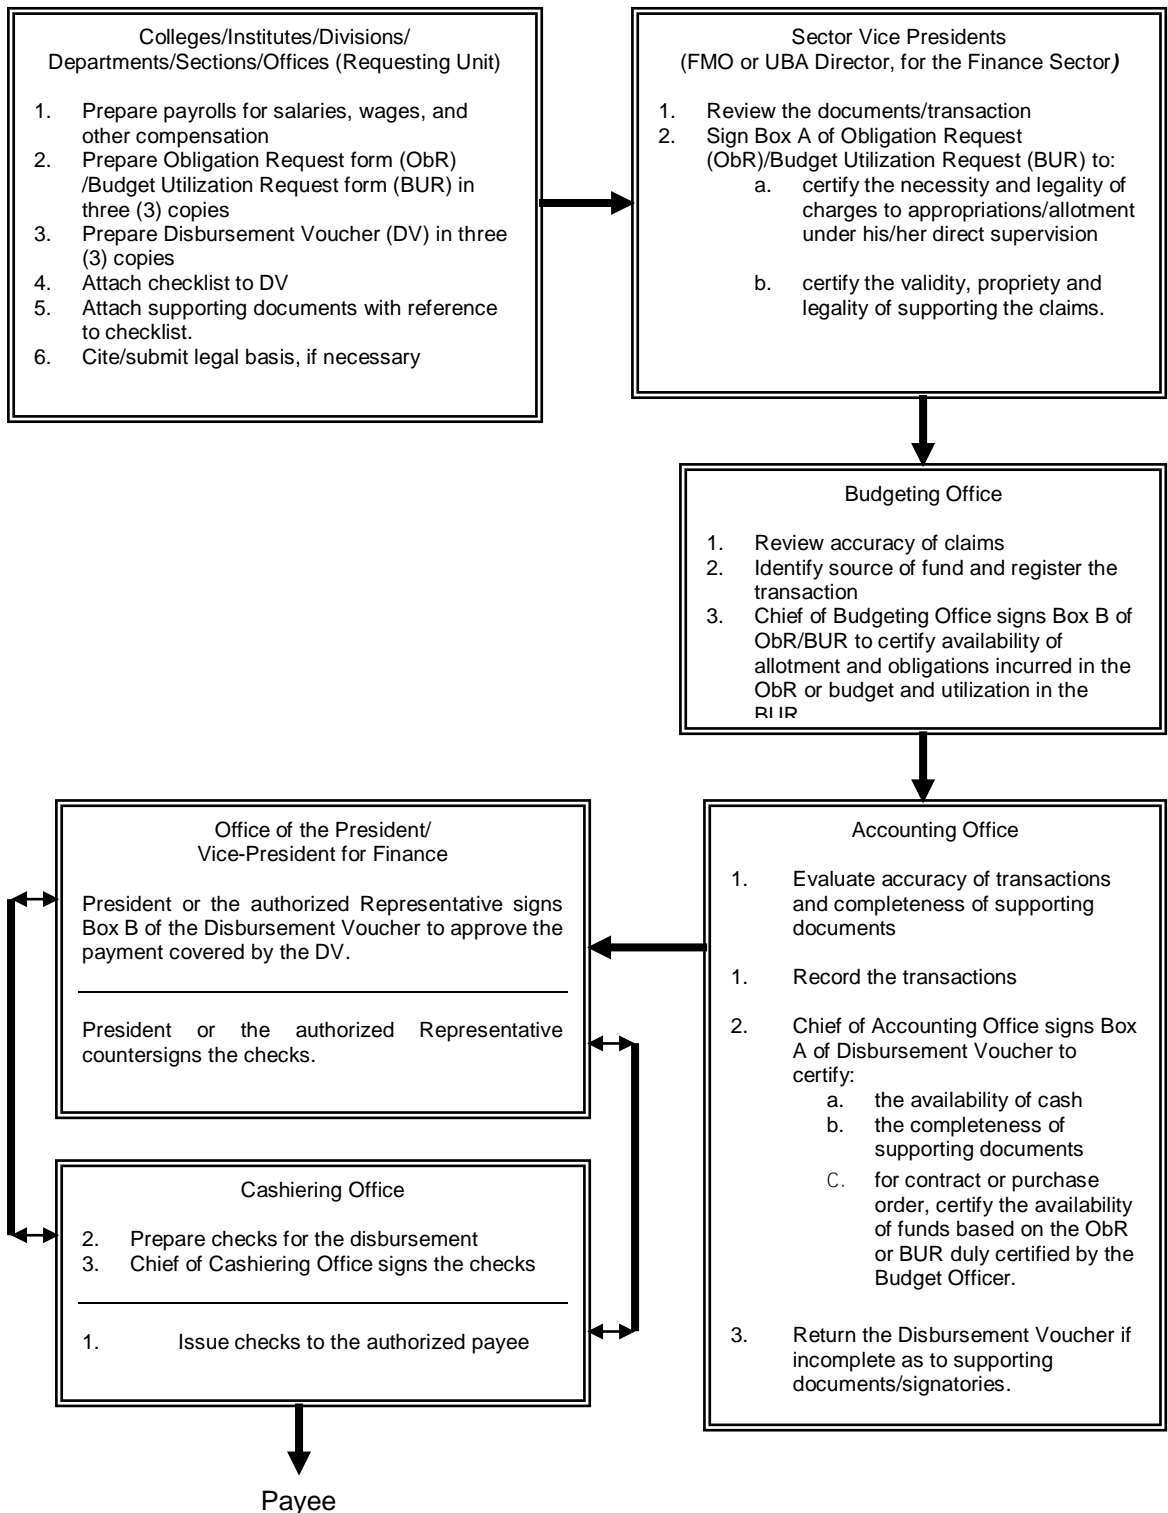 Colleges/Institutes/Divisions/
Departments/Sections/Offices (Requesting Unit)
1. Prepare payrolls for salaries, wages, and
other compensation
2. Prepare Obligation Request form (ObR)
/Budget Utilization Request form (BUR) in
three (3) copies
3. Prepare Disbursement Voucher (DV) in three
(3) copies
4. Attach checklist to DV
5. Attach supporting documents with reference
to checklist.
6. Cite/submit legal basis, if necessary
Sector Vice Presidents
(FMO or UBA Director, for the Finance Sector)
1. Review the documents/transaction
2. Sign Box A of Obligation Request
(ObR)/Budget Utilization Request (BUR) to:
a. certify the necessity and legality of
charges to appropriations/allotment
under his/her direct supervision
b. certify the validity, propriety and
legality of supporting the claims.
Budgeting Office
1. Review accuracy of claims
2. Identify source of fund and register the
transaction
3. Chief of Budgeting Office signs Box B of
ObR/BUR to certify availability of
allotment and obligations incurred in the
ObR or budget and utilization in the
BUR
Accounting Office
1. Evaluate accuracy of transactions
and completeness of supporting
documents
1. Record the transactions
2. Chief of Accounting Office signs Box
A of Disbursement Voucher to
certify:
a. the availability of cash
b. the completeness of
supporting documents
C. for contract or purchase
order, certify the availability
of funds based on the ObR
or BUR duly certified by the
Budget Officer.
3. Return the Disbursement Voucher if
incomplete as to supporting
documents/signatories.
Office of the President/
Vice-President for Finance
President or the authorized Representative signs
Box B of the Disbursement Voucher to approve the
payment covered by the DV.
President or the authorized Representative
countersigns the checks.
Cashiering Office
2. Prepare checks for the disbursement
3. Chief of Cashiering Office signs the checks
1. Issue checks to the authorized payee
Payee